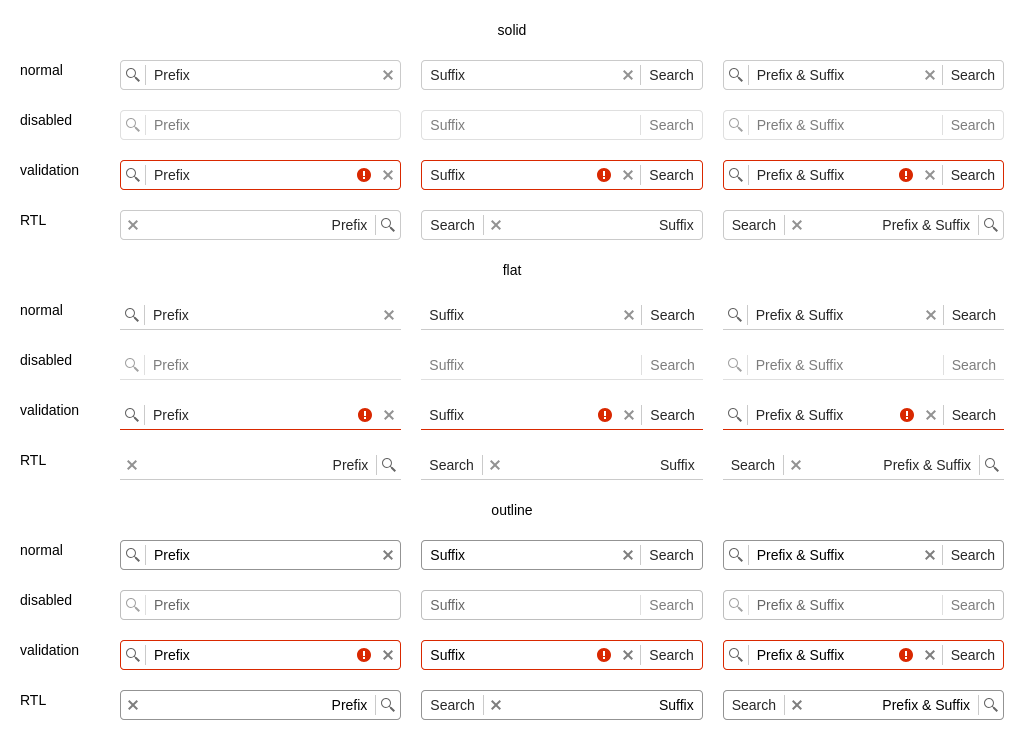 solid
normal Prefix Suffix Search Prefix & Suffix Search
disabled Prefix Suffix Search Prefix & Suffix Search
validation Prefix Suffix Search Prefix & Suffix Search
RTL Prefix Search Suffix Search Prefix & Suffix
flat
normal Prefix Suffix Search Prefix & Suffix Search
disabled Prefix Suffix Search Prefix & Suffix Search
validation Prefix Suffix Search Prefix & Suffix Search
RTL Prefix Search Suffix Search Prefix & Suffix
outline
normal Prefix Suffix Search Prefix & Suffix Search
disabled Prefix Suffix Search Prefix & Suffix Search
validation Prefix Suffix Search Prefix & Suffix Search
RTL Prefix Search Suffix Search Prefix & Suffix